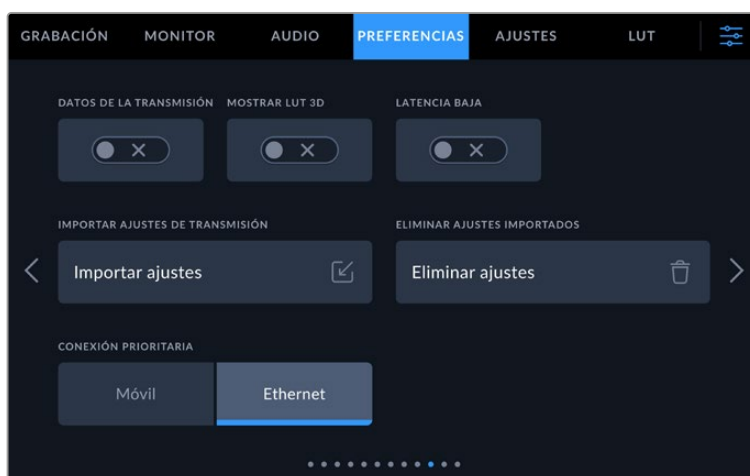 GRABACIÓN MONITOR AUDIO PREFERENCIAS AJUSTES LUT
DATOS DE LA TRANSMISIÓN MOSTRAR LUT 3D LATENCIA BAJA
IMPORTAR AJUSTES DE TRANSMISIÓN ELIMINAR AJUSTES IMPORTADOS
Importar ajustes Eliminar ajustes
CONEXIÓN PRIORITARIA
Móvil Ethernet